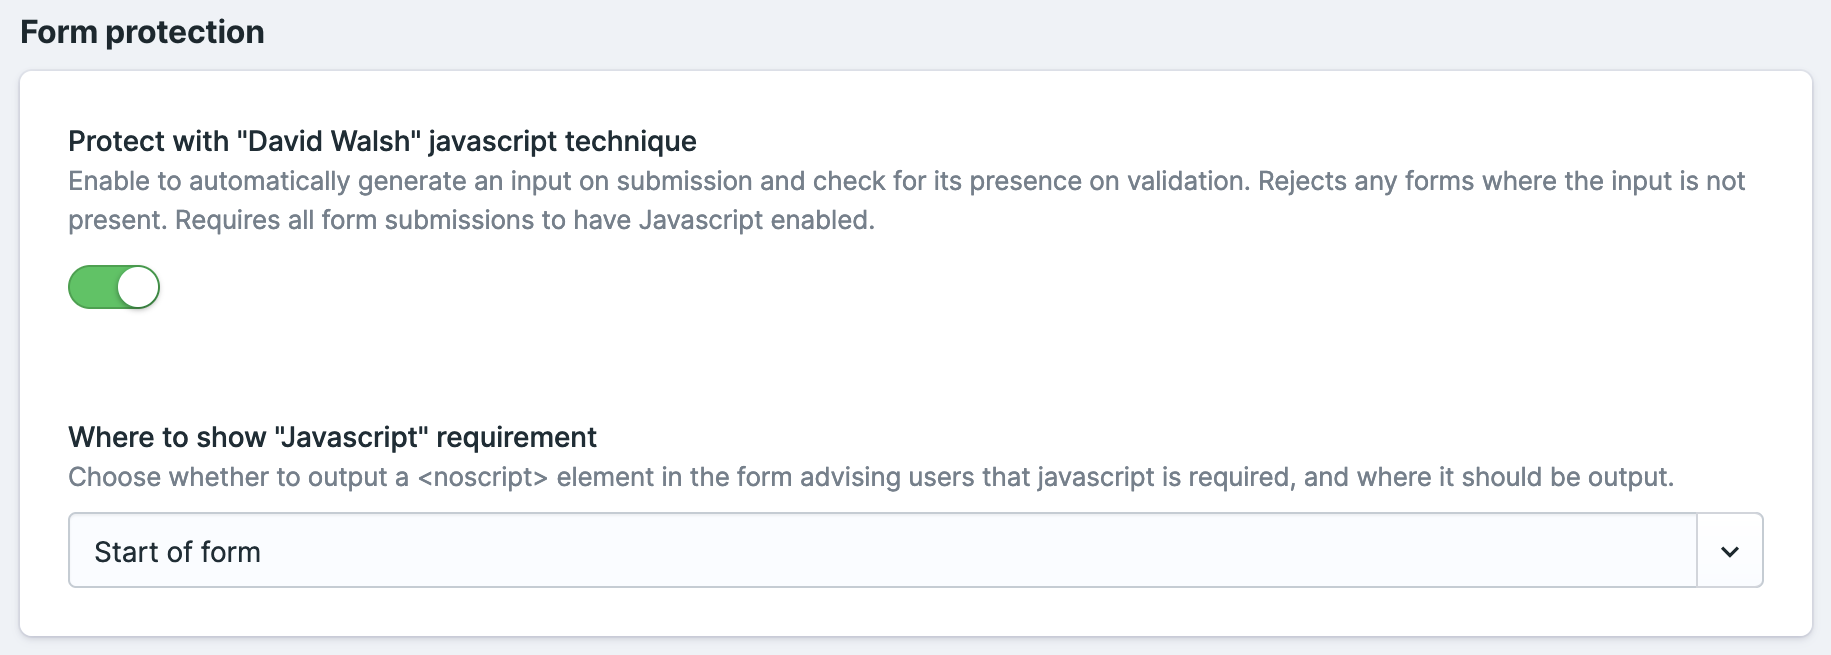 Form protection
Protect with "David Walsh" javascript technique
Enable to automatically generate an input on submission and check for its presence on validation. Rejects any forms where the input is not
present. Requires all form submissions to have Javascript enabled.
Where to show "Javascript" requirement
Choose whether to output a <noscript> element in the form advising users that javascript is required, and where it should be output.
Start of form